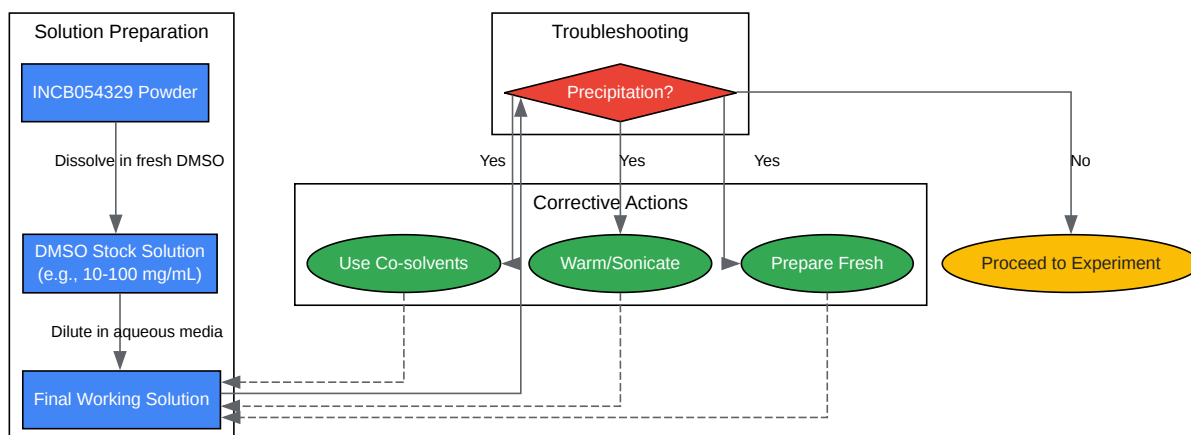 Solution Preparation
INCB054329 Powder
Dissolve in fresh DMSO
DMSO Stock Solution
(e.g., 10-100 mg/mL)
Dilute in aqueous media
Final Working Solution
Troubleshooting
Precipitation?
Yes
Yes
Yes
No
Corrective Actions
Use Co-solvents
Warm/Sonicate
Prepare Fresh
Proceed to Experiment